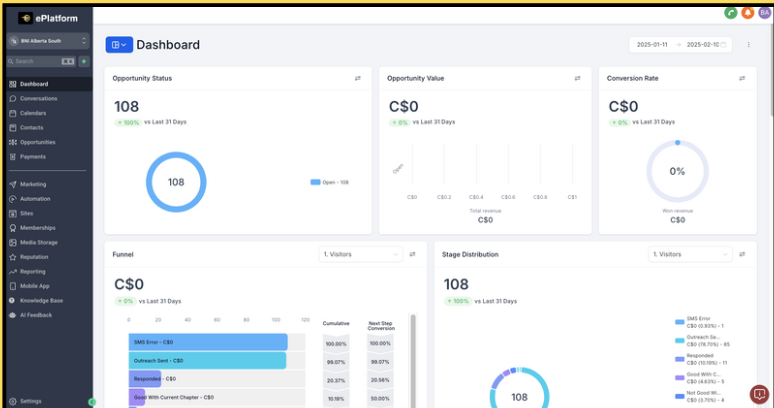 ePlatform
BNI Alberta South
Search
⌘K
Dashboard
Conversations
Calendars
Contacts
Opportunities
Payments
Marketing
Automation
Sites
Memberships
Media Storage
Reputation
Reporting
Mobile App
Knowledge Base
AI Feedback
Settings
BA
Dashboard
2025-01-11 → 2025-02-10
Opportunity Status
108
+ 100% vs Last 31 Days
108
Open - 108
Opportunity Value
C$0
+ 0% vs Last 31 Days
Open
C$0 C$0.2 C$0.4 C$0.6 C$0.8 C$1
Total revenue
C$0
Conversion Rate
C$0
+ 0% vs Last 31 Days
0%
Won revenue
C$0
Funnel
1. Visitors
C$0
+ 0% vs Last 31 Days
0 20 40 60 80 100 120
Cumulative Next Step Conversion
SMS Error - C$0 100.00% 100.00%
Outreach Sent - C$0 99.07% 99.07%
Responded - C$0 20.37% 20.56%
Good With Current Chapter - C$0 10.19% 50.00%
Stage Distribution
1. Visitors
108
+ 100% vs Last 31 Days
108
SMS Error
C$0 (0.93%) - 1
Outreach Se...
C$0 (78.70%) - 85
Responded
C$0 (10.19%) - 11
Good With C...
C$0 (4.63%) - 5
Not Good Wi...
C$0 (3.70%) - 4